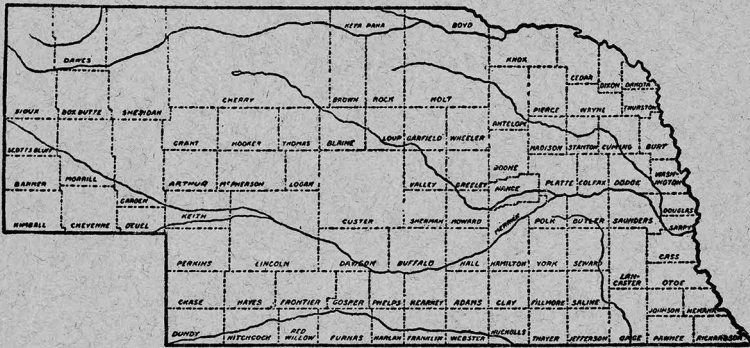 KEYA PAHA BOYD
DAWES
KNOX
CEDAR
DIXON DAKOTA
SIOUX BOX BUTTE SHERIDAN CHERRY BROWN ROCK HOLT PIERCE WAYNE THURSTON
ANTELOPE
SCOTTS BLUFF GRANT HOOKER THOMAS BLAINE LOUP GARFIELD WHEELER MADISON STANTON CUMING BURT
BOONE
BANNER MORRILL ARTHUR McPHERSON LOGAN VALLEY GREELEY NANCE PLATTE COLFAX DODGE WASH-
INGTON
GARDEN
KEITH
DOUGLAS
KIMBALL CHEYENNE DEUEL CUSTER SHERMAN HOWARD MERRICK POLK BUTLER SAUNDERS SARPY
CASS
PERKINS LINCOLN DAWSON BUFFALO HALL HAMILTON YORK SEWARD
LAN-
CASTER OTOE
CHASE HAYES FRONTIER GOSPER PHELPS KEARNEY ADAMS CLAY FILLMORE SALINE
JOHNSON NEMAHA
DUNDY HITCHCOCK RED
WILLOW FURNAS HARLAN FRANKLIN WEBSTER NUCKOLLS THAYER JEFFERSON GAGE PAWNEE RICHARDSON